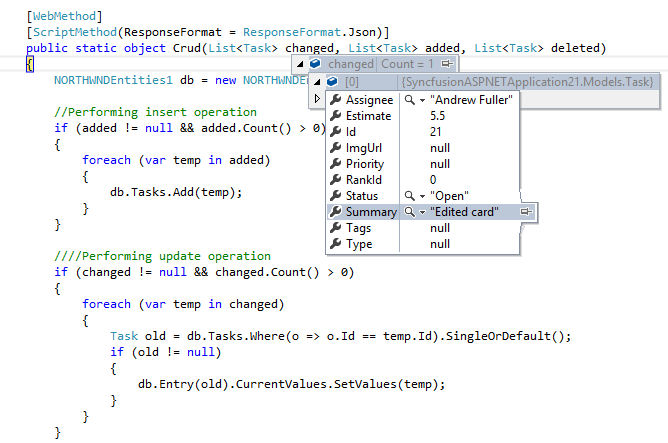 [WebMethod]
[ScriptMethod(ResponseFormat = ResponseFormat.Json)]
public static object Crud(List<Task> changed, List<Task> added, List<Task> deleted)
{
changed Count = 1
NORTHWNDEntities1 db = new NORTHWNDE
[0] {SyncfusionASPNETApplication21.Models.Task}
Assignee "Andrew Fuller"
//Performing insert operation
Estimate 5.5
if (added != null && added.Count() > 0)
Id 21
{
ImgUrl null
foreach (var temp in added)
Priority null
{
RankId 0
db.Tasks.Add(temp);
Status "Open"
}
Summary "Edited card"
}
Tags null
Type null
////Performing update operation
if (changed != null && changed.Count() > 0)
{
foreach (var temp in changed)
{
Task old = db.Tasks.Where(o => o.Id == temp.Id).SingleOrDefault();
if (old != null)
{
db.Entry(old).CurrentValues.SetValues(temp);
}
}
}